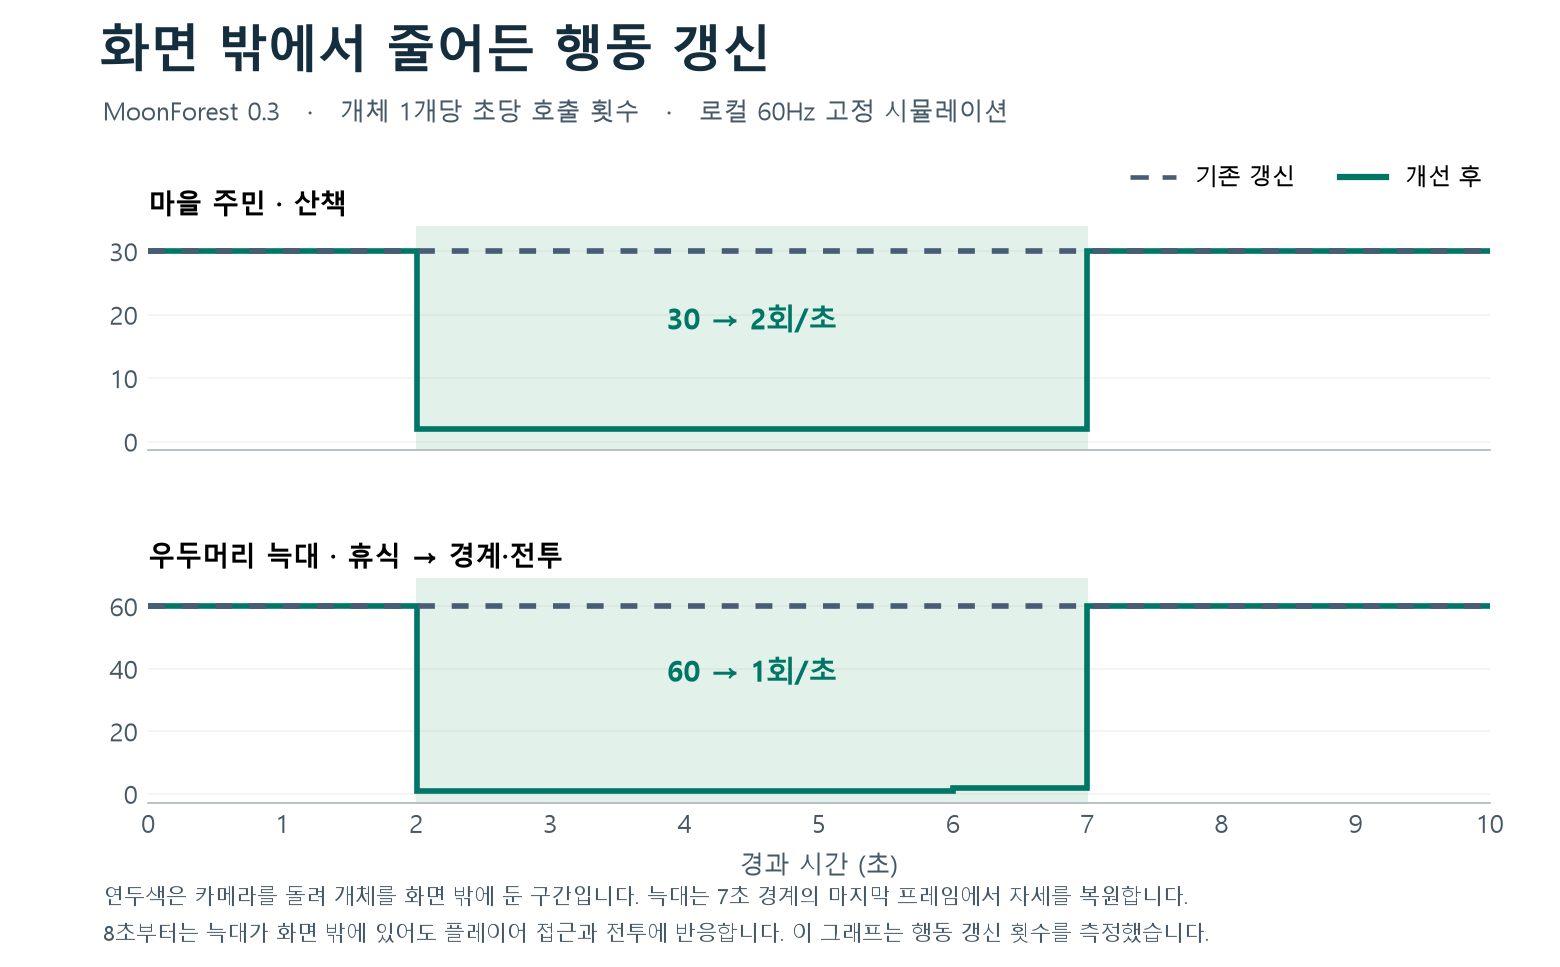 화면 밖에서 줄어든 행동 갱신
MoonForest 0.3 · 개체 1개당 초당 호출 횟수 · 로컬 60Hz 고정 시뮬레이션
기존 갱신 개선 후
마을 주민 · 산책
30
20
10
0
30 → 2회/초
우두머리 늑대 · 휴식 → 경계·전투
60
40
20
0
60 → 1회/초
0 1 2 3 4 5 6 7 8 9 10
경과 시간 (초)
연두색은 카메라를 돌려 개체를 화면 밖에 둔 구간입니다. 늑대는 7초 경계의 마지막 프레임에서 자세를 복원합니다.
8초부터는 늑대가 화면 밖에 있어도 플레이어 접근과 전투에 반응합니다. 이 그래프는 행동 갱신 횟수를 측정했습니다.